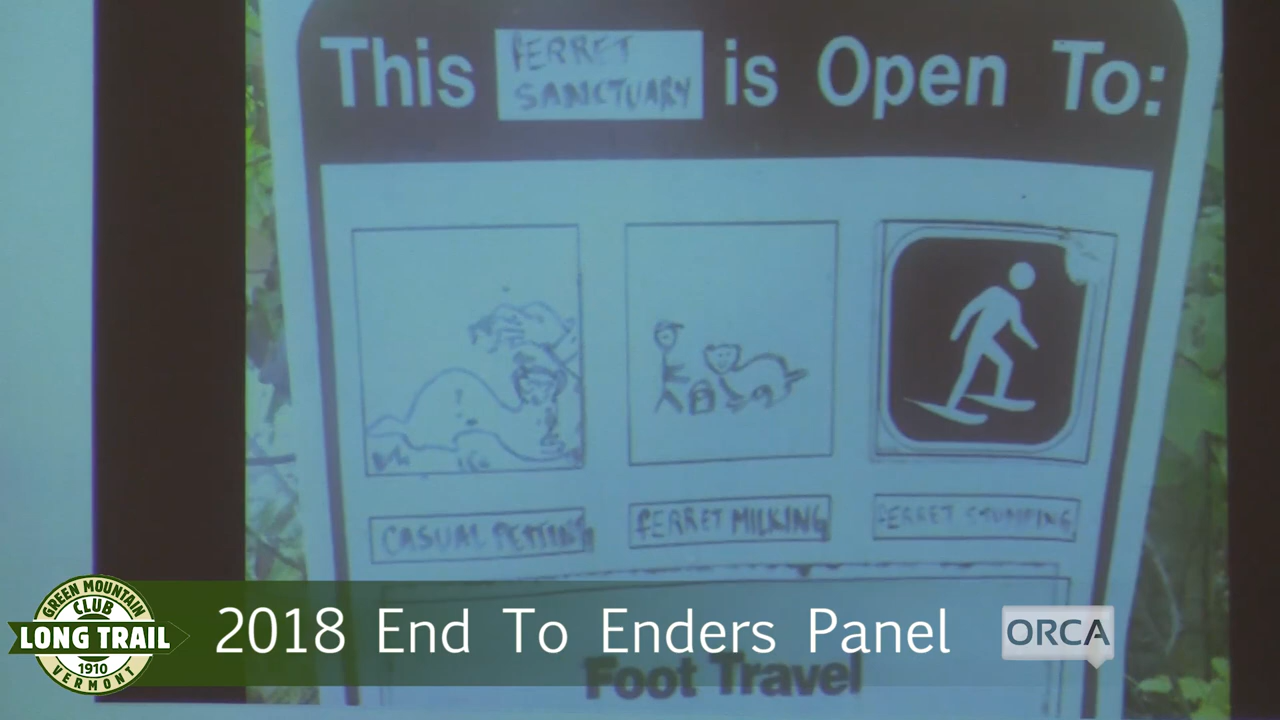 This FERRET SANCTUARY is Open To:
CASUAL PETTING
FERRET MILKING
FERRET STOMPING
Foot Travel
GREEN MOUNTAIN
CLUB
LONG TRAIL
1910
VERMONT
2018 End To Enders Panel
ORCA